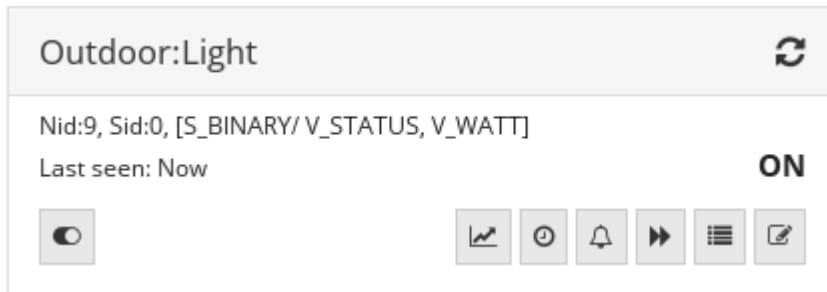 Outdoor:Light
Nid:9, Sid:0, [S_BINARY/ V_STATUS, V_WATT]
Last seen: Now
ON